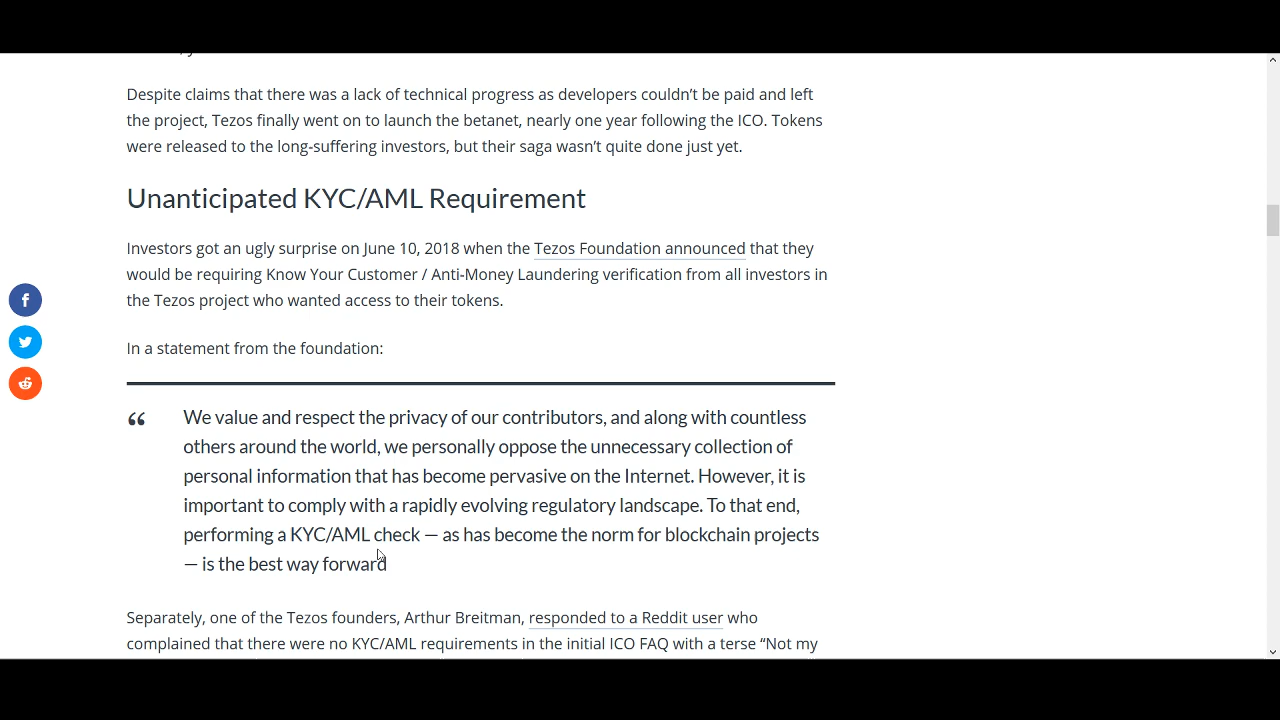 Despite claims that there was a lack of technical progress as developers couldn’t be paid and left
the project, Tezos finally went on to launch the betanet, nearly one year following the ICO. Tokens
were released to the long-suffering investors, but their saga wasn’t quite done just yet.
Unanticipated KYC/AML Requirement
Investors got an ugly surprise on June 10, 2018 when the Tezos Foundation announced that they
would be requiring Know Your Customer / Anti-Money Laundering verification from all investors in
the Tezos project who wanted access to their tokens.
In a statement from the foundation:
“ We value and respect the privacy of our contributors, and along with countless
others around the world, we personally oppose the unnecessary collection of
personal information that has become pervasive on the Internet. However, it is
important to comply with a rapidly evolving regulatory landscape. To that end,
performing a KYC/AML check — as has become the norm for blockchain projects
— is the best way forward
Separately, one of the Tezos founders, Arthur Breitman, responded to a Reddit user who
complained that there were no KYC/AML requirements in the initial ICO FAQ with a terse “Not my